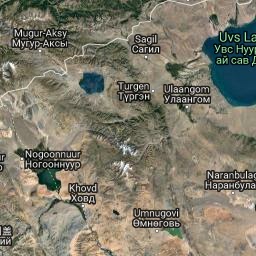 Mugur-Aksy
Мугур-Аксы
Sagil
Сагил
Uvs La
Увс Нуур
ай сав
Turgen
Түргэн
Ulaangom
Улаангом
Nogoonnuur
Ногооннуур
Khovd
Ховд
Naranbulag
Наранбула
Umnugovi
Өмнөговь